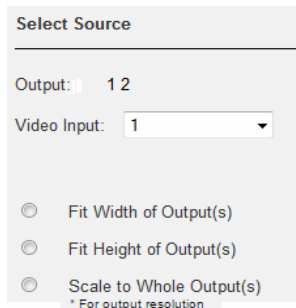 Select Source
Output: 1 2
Video Input: 1
Fit Width of Output(s)
Fit Height of Output(s)
Scale to Whole Output(s)
* For output resolution